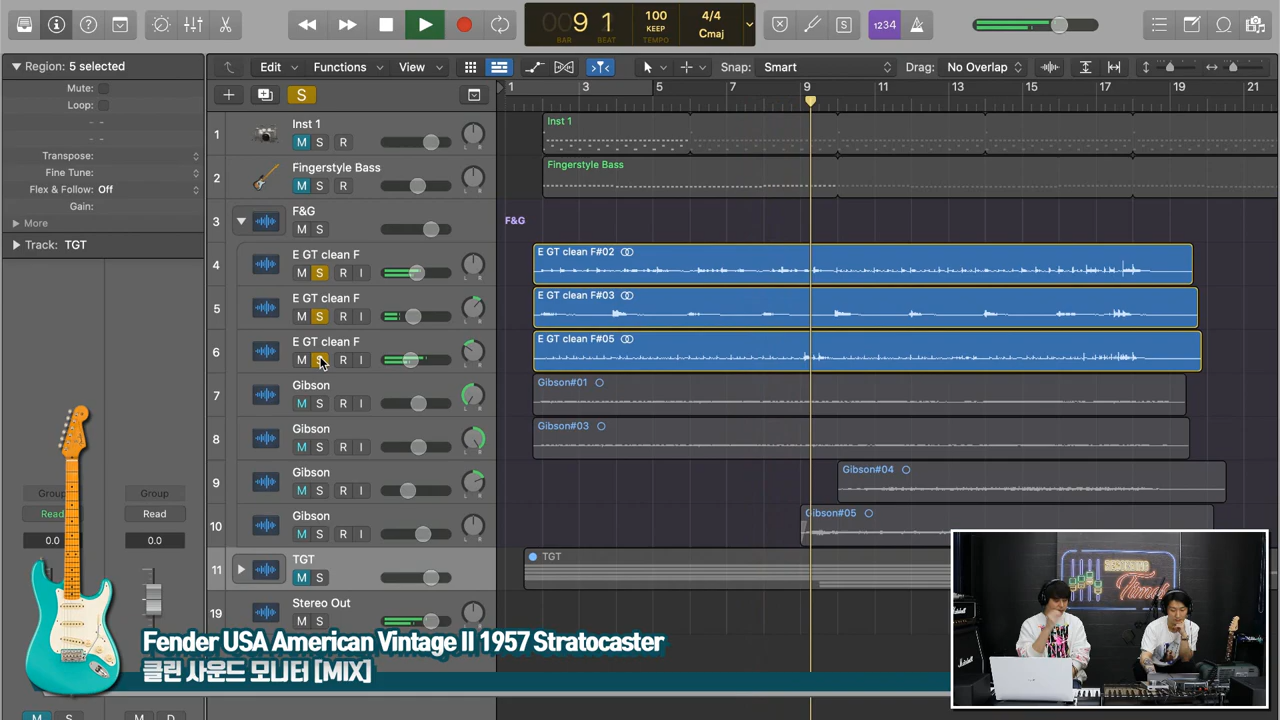 9 1
BAR BEAT
100
KEEP
TEMPO
4/4
Cmaj
1234
S
Region: 5 selected
Mute:
Loop:
Transpose:
Fine Tune:
Flex & Follow: Off
Gain:
More
Track: TGT
Edit
Functions
View
Snap: Smart
Drag: No Overlap
S
1 3 5 7 9 11 13 15 17 19 21
1 Inst 1
M S R
Inst 1
2 Fingerstyle Bass
M S R
Fingerstyle Bass
3 F&G
M S
F&G
4 E GT clean F
M S R I
E GT clean F#02
5 E GT clean F
M S R I
E GT clean F#03
6 E GT clean F
M S R I
E GT clean F#05
7 Gibson
M S R I
Gibson#01
8 Gibson
M S R I
Gibson#03
9 Gibson
M S R I
Gibson#04
10 Gibson
M S R I
Gibson#05
11 TGT
M S
TGT
19 Stereo Out
M S
Group Group
Read Read
0.0 0.0
M S M D
Fender USA American Vintage II 1957 Stratocaster
클린 사운드 모니터 [MIX]
Time
Marshall